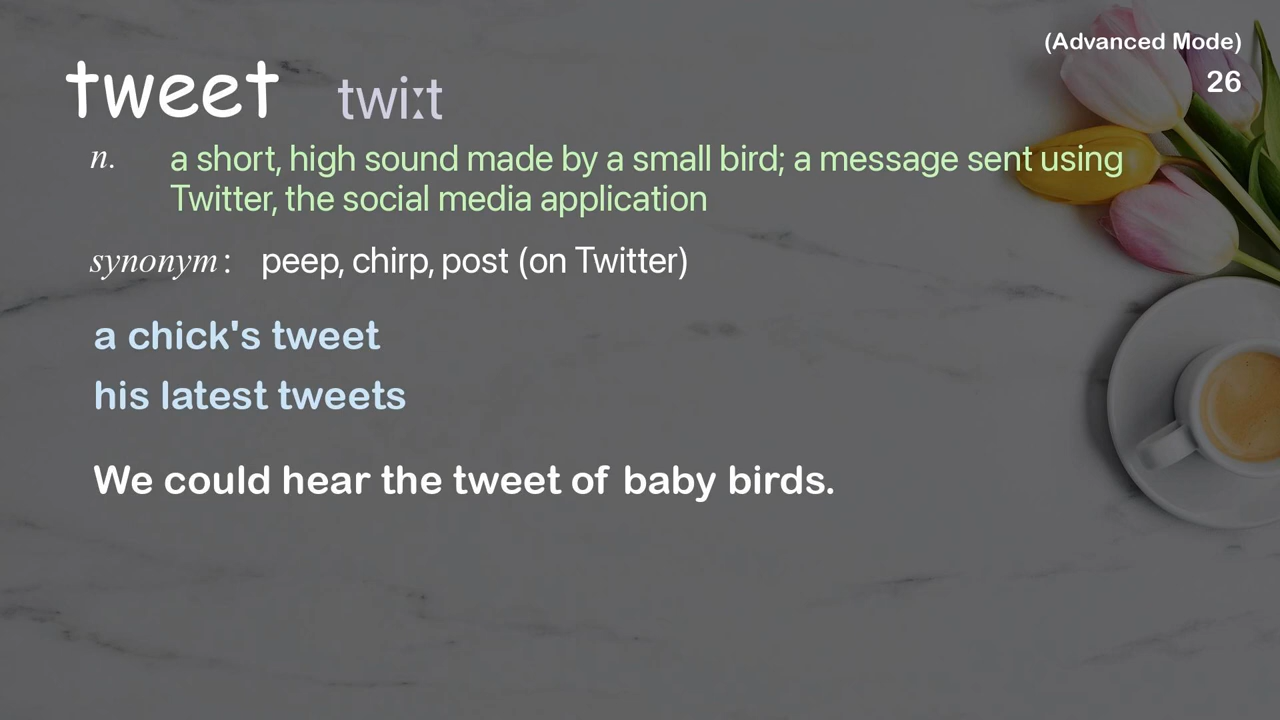 (Advanced Mode)
26
tweet twiːt
n. a short, high sound made by a small bird; a message sent using
Twitter, the social media application
synonym: peep, chirp, post (on Twitter)
a chick's tweet
his latest tweets
We could hear the tweet of baby birds.